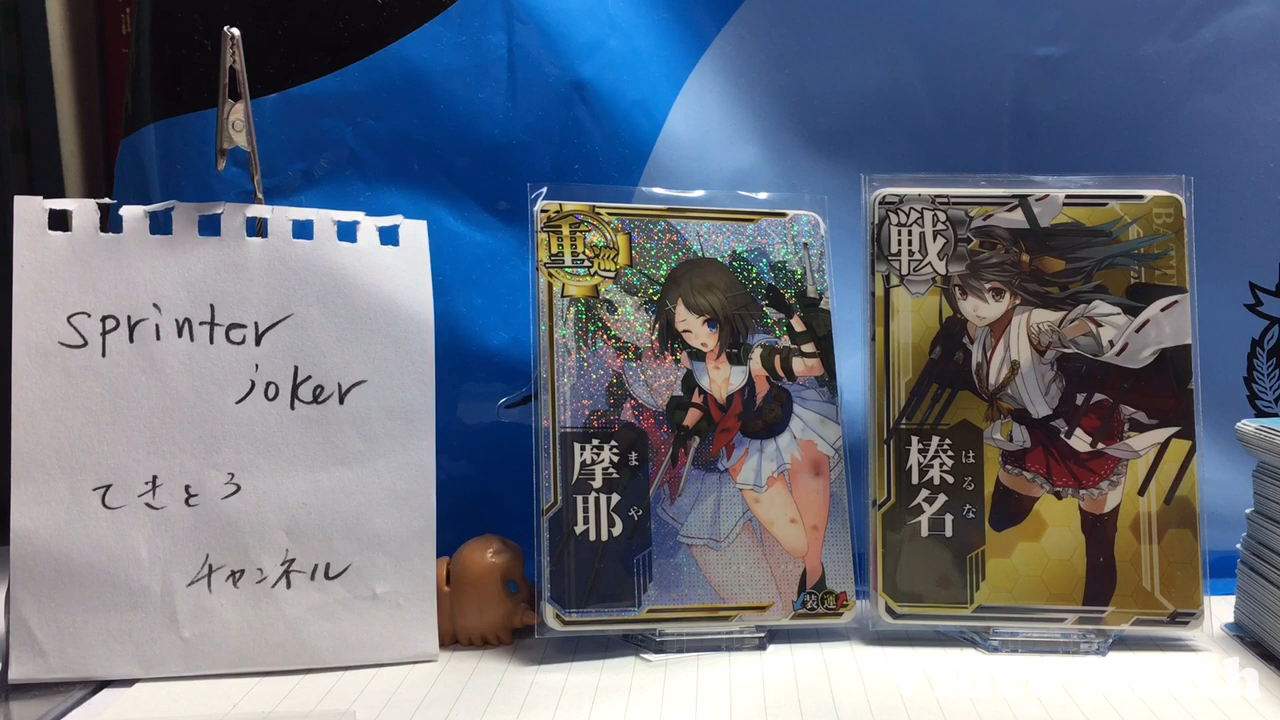 sprinter
joker
てきとろ
チャンネル
重巡
摩耶
まや
装運
戦
榛名
はるな